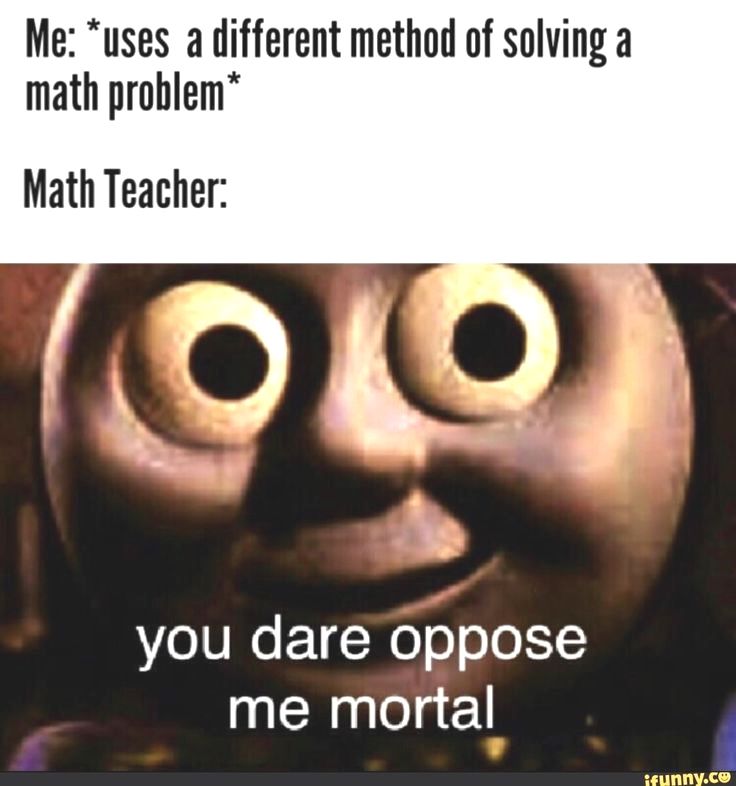 Me: *uses a different method of solving a
math problem*
Math Teacher:
you dare oppose
me mortal
ifunny.co